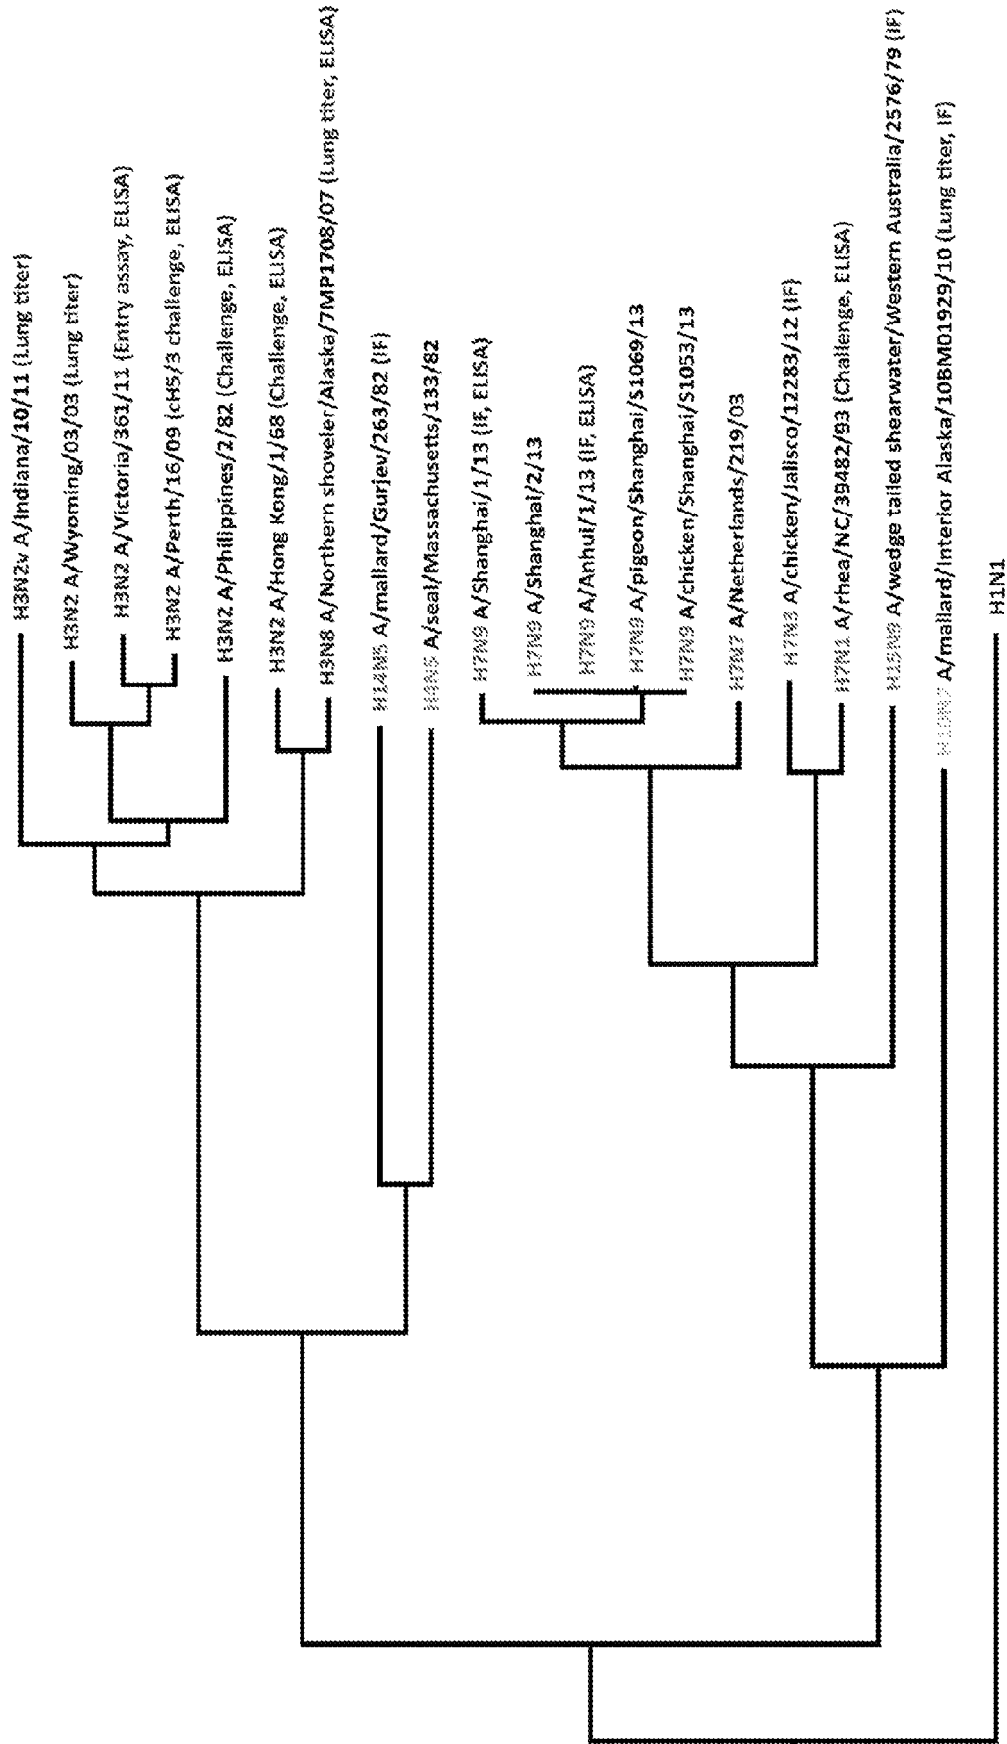 H3N2v A/Indiana/10/11 (Lung titer)
H3N2 A/Wyoming/03/03 (Lung titer)
H3N2 A/Victoria/361/11 (Entry assay, ELISA)
H3N2 A/Perth/16/09 (cH5/3 challenge, ELISA)
H3N2 A/Philippines/2/82 (Challenge, ELISA)
H3N2 A/Hong Kong/1/68 (Challenge, ELISA)
H3N8 A/Northern shoveler/Alaska/7MP1708/07 (Lung titer, ELISA)
H14N5 A/mallard/Gurjev/263/82 (IF)
A/seal/Massachusetts/133/82
H7N9 A/Shanghai/1/13 (IF, ELISA)
H7N9 A/Shanghai/2/13
H7N9 A/Anhui/1/13 (IF, ELISA)
H7N9 A/pigeon/Shanghai/S1069/13
H7N9 A/chicken/Shanghai/S1053/13
H7N7 A/Netherlands/219/03
H7N3 A/chicken/Jalisco/12283/12 (IF)
H7N1 A/rhea/NC/39482/93 (Challenge, ELISA)
H15N9 A/wedge tailed shearwater/Western Australia/2576/79 (IF)
A/mallard/Interior Alaska/10BM01929/10 (Lung titer, IF)
H1N1